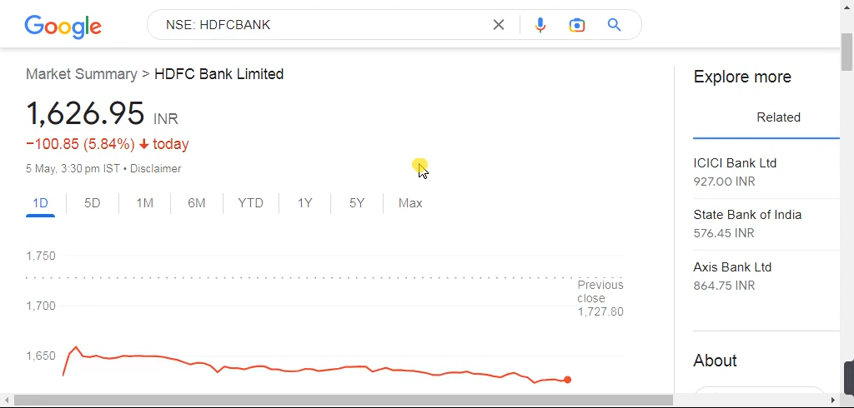 Google
NSE: HDFCBANK
Market Summary > HDFC Bank Limited
1,626.95 INR
−100.85 (5.84%) ↓ today
5 May, 3:30 pm IST • Disclaimer
1D 5D 1M 6M YTD 1Y 5Y Max
1,750
Previous
close
1,727.80
1,700
1,650
Explore more
Related
ICICI Bank Ltd
927.00 INR
State Bank of India
576.45 INR
Axis Bank Ltd
864.75 INR
About